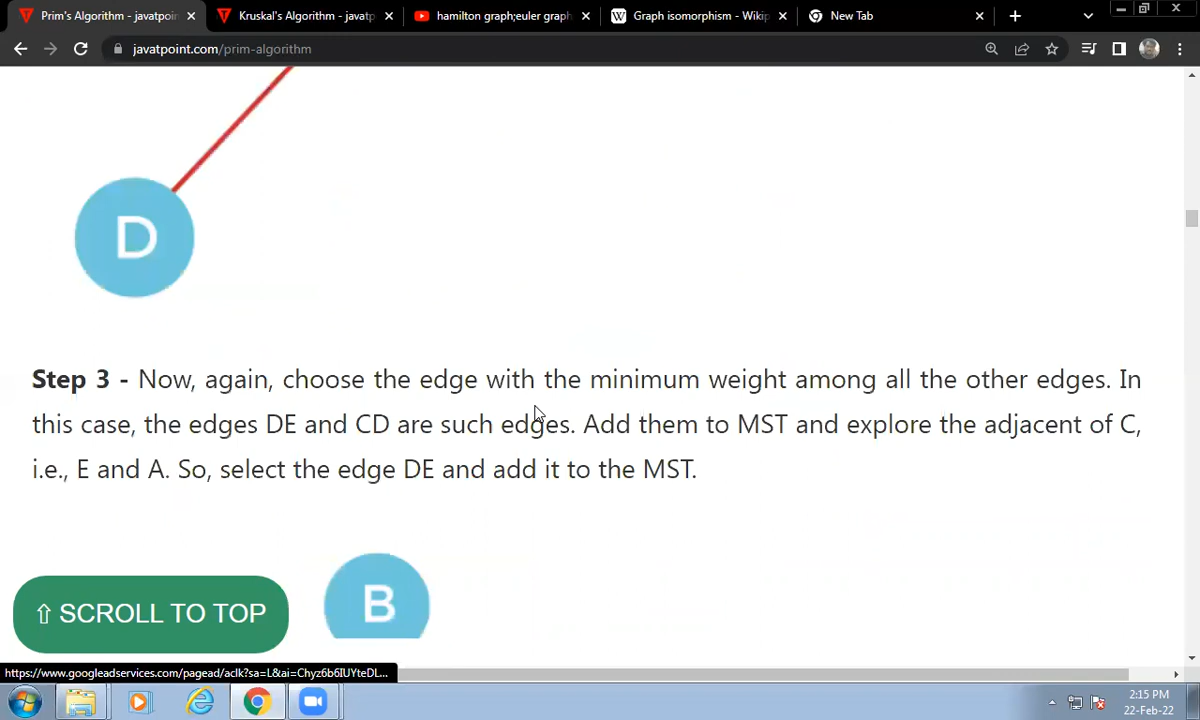 Prim's Algorithm - javatpoin
Kruskal's Algorithm - javatp
hamilton graph;euler graph
W Graph isomorphism - Wikip
New Tab
javatpoint.com/prim-algorithm
D
Step 3 - Now, again, choose the edge with the minimum weight among all the other edges. In
this case, the edges DE and CD are such edges. Add them to MST and explore the adjacent of C,
i.e., E and A. So, select the edge DE and add it to the MST.
B
⇧ SCROLL TO TOP
https://www.googleadservices.com/pagead/aclk?sa=L&ai=Chyz6b6IUYteDL...
2:15 PM
22-Feb-22